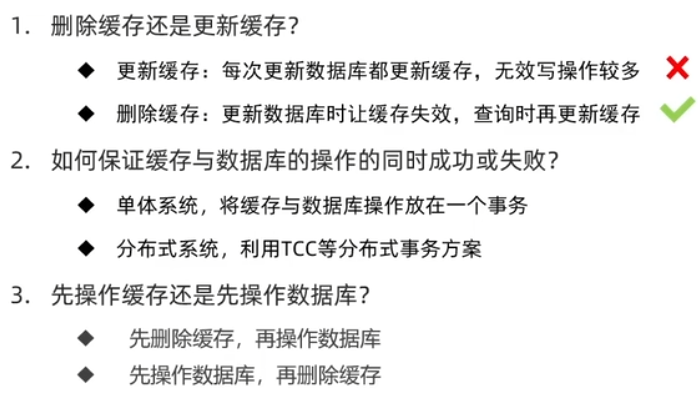 1. 删除缓存还是更新缓存？
◆ 更新缓存：每次更新数据库都更新缓存，无效写操作较多
◆ 删除缓存：更新数据库时让缓存失效，查询时再更新缓存
2. 如何保证缓存与数据库的操作的同时成功或失败？
◆ 单体系统，将缓存与数据库操作放在一个事务
◆ 分布式系统，利用TCC等分布式事务方案
3. 先操作缓存还是先操作数据库？
◆ 先删除缓存，再操作数据库
◆ 先操作数据库，再删除缓存